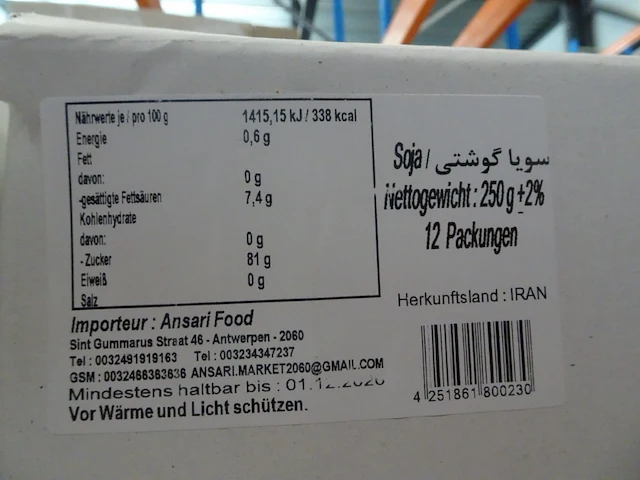 Nährwerte je / pro 100 g
1415,15 kJ / 338 kcal
Energie
0,6 g
Fett
davon:
0 g
-gesättigte Fettsäuren
7,4 g
Kohlenhydrate
davon:
0 g
- Zucker
81 g
Eiweiß
0 g
Salz
Soja / سویا گوشتی
Nettogewicht : 250 g +2%
12 Packungen
Herkunftsland : IRAN
Importeur : Ansari Food
Sint Gummarus Straat 46 - Antwerpen - 2060
Tel : 0032491919163 Tel : 003234347237
GSM : 0032466363636 ANSARI.MARKET2060@GMAIL.COM
Mindestens haltbar bis : 01.12.2020
Vor Wärme und Licht schützen.
4 251861 800230